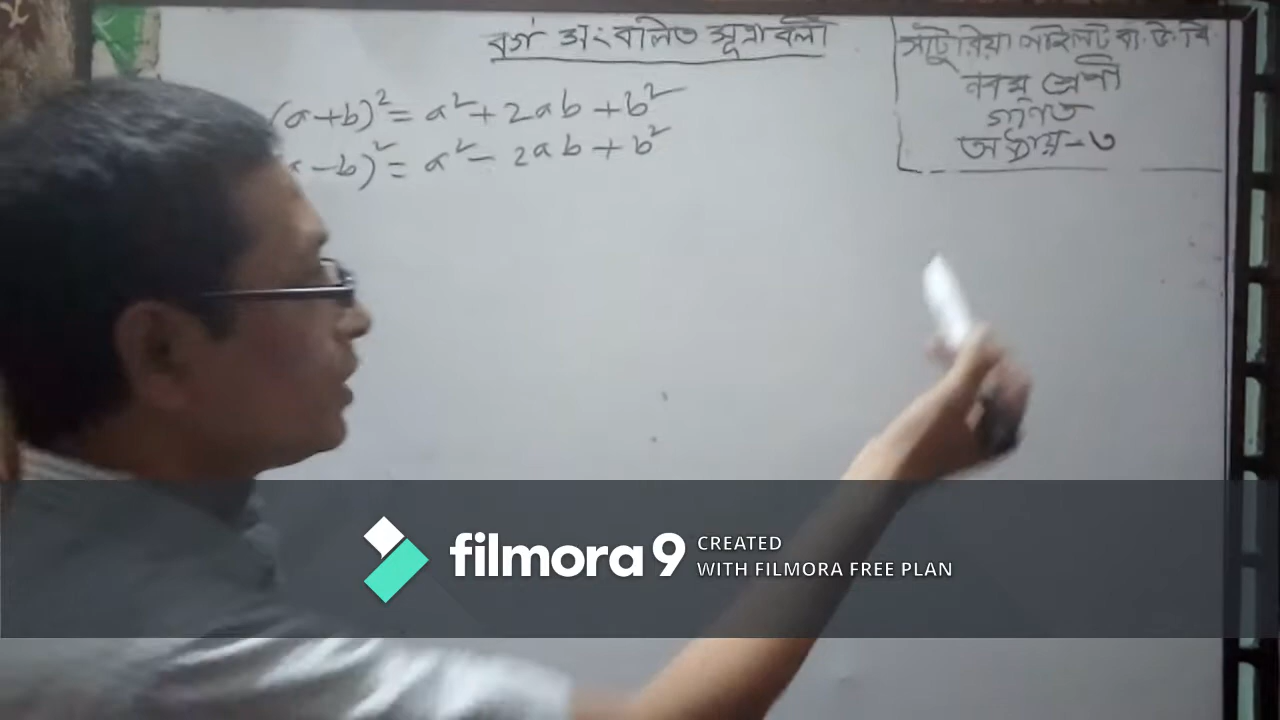 বর্গ সংবলিত সূত্রাবলী
(a+b)² = a² + 2ab + b²
-b)² = a² - 2ab + b²
সাটুরিয়া পাইলট বা. উ. বি
নবম শ্রেণী
গণিত
অধ্যায়-৩
filmora 9
CREATED
WITH FILMORA FREE PLAN